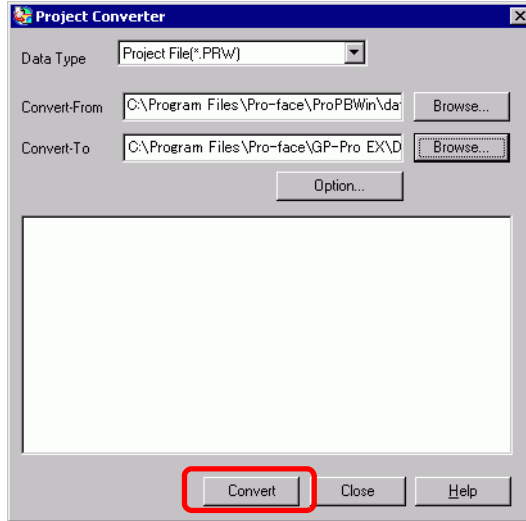 Project Converter
Data Type Project File(*.PRW)
Convert-From C:\Program Files\Pro-face\ProPBWin\da Browse...
Convert-To C:\Program Files\Pro-face\GP-Pro EX\D Browse...
Option...
Convert Close Help